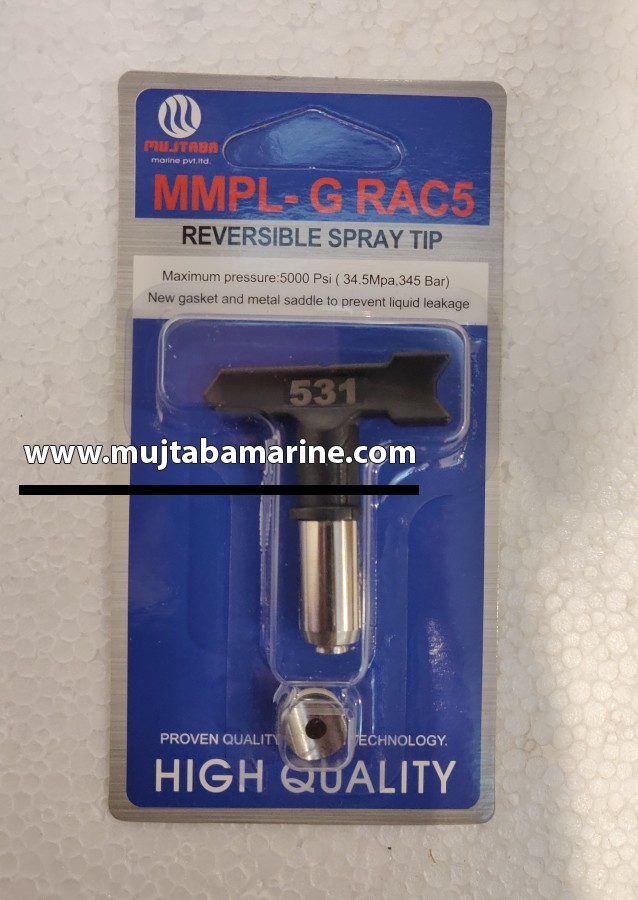 MUJTABA
marine pvt.ltd.
MMPL- G RAC5
REVERSIBLE SPRAY TIP
Maximum pressure:5000 Psi ( 34.5Mpa,345 Bar)
New gasket and metal saddle to prevent liquid leakage
531
www.mujtabamarine.com
PROVEN QUALITY ECHNOLOGY.
HIGH QUALITY